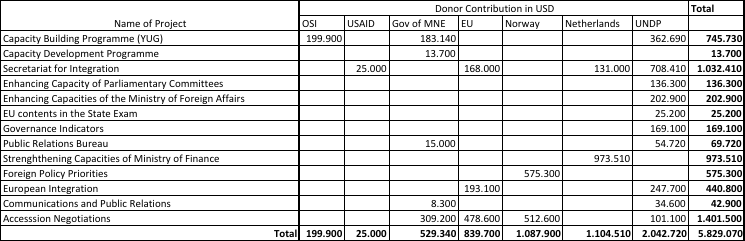 Donor Contribution in USD Total
Name of Project OSI USAID Gov of MNE EU Norway Netherlands UNDP
Capacity Building Programme (YUG) 199.900 183.140 362.690 745.730
Capacity Development Programme 13.700 13.700
Secretariat for Integration 25.000 168.000 131.000 708.410 1.032.410
Enhancing Capacity of Parliamentary Committees 136.300 136.300
Enhancing Capacities of the Ministry of Foreign Affairs 202.900 202.900
EU contents in the State Exam 25.200 25.200
Governance Indicators 169.100 169.100
Public Relations Bureau 15.000 54.720 69.720
Strenghthening Capacities of Ministry of Finance 973.510 973.510
Foreign Policy Priorities 575.300 575.300
European Integration 193.100 247.700 440.800
Communications and Public Relations 8.300 34.600 42.900
Accesssion Negotiations 309.200 478.600 512.600 101.100 1.401.500
Total 199.900 25.000 529.340 839.700 1.087.900 1.104.510 2.042.720 5.829.070